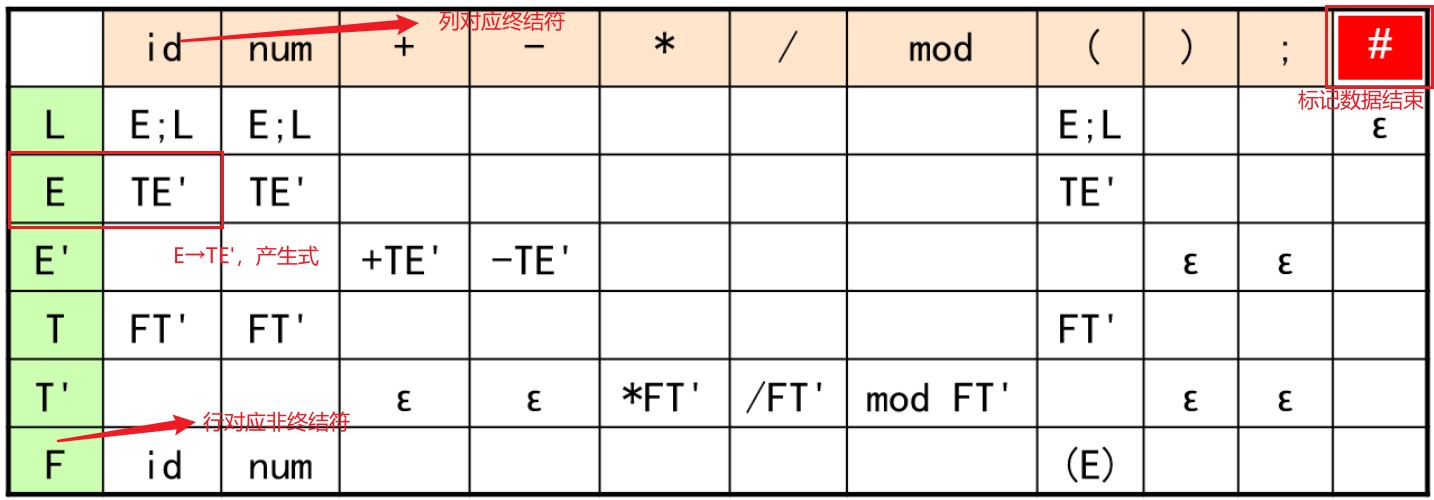 列对应终结符
id num + - * / mod ( ) ; #
标记数据结束
L E;L E;L E;L ε
E TE' TE' TE'
E→TE'，产生式
E' +TE' -TE' ε ε
T FT' FT' FT'
T' ε ε *FT' /FT' mod FT' ε ε
行对应非终结符
F id num (E)